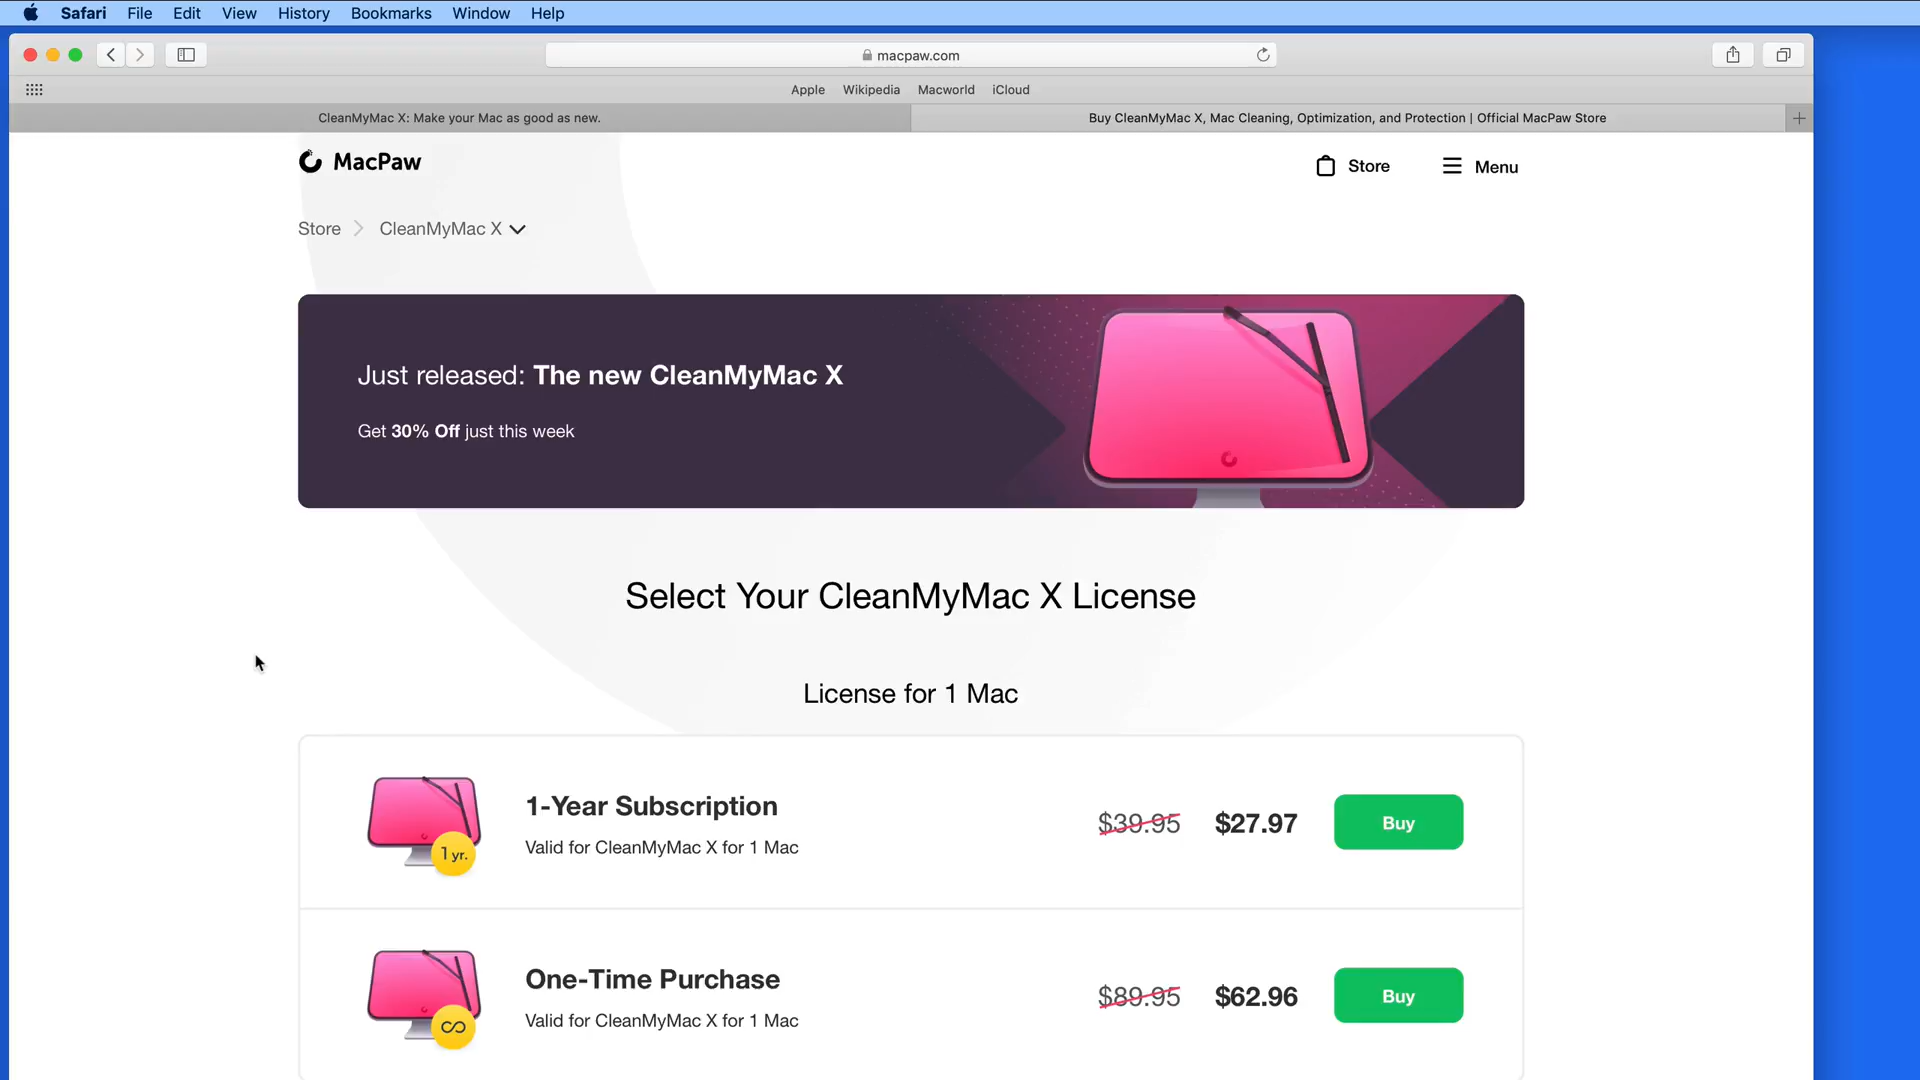 Safari File Edit View History Bookmarks Window Help
macpaw.com
Apple Wikipedia Macworld iCloud
CleanMyMac X: Make your Mac as good as new.
Buy CleanMyMac X, Mac Cleaning, Optimization, and Protection | Official MacPaw Store
MacPaw
Store
Menu
Store
CleanMyMac X
Just released: The new CleanMyMac X
Get 30% Off just this week
Select Your CleanMyMac X License
License for 1 Mac
1 yr.
1-Year Subscription
Valid for CleanMyMac X for 1 Mac
$39.95 $27.97 Buy
One-Time Purchase
Valid for CleanMyMac X for 1 Mac
$89.95 $62.96 Buy